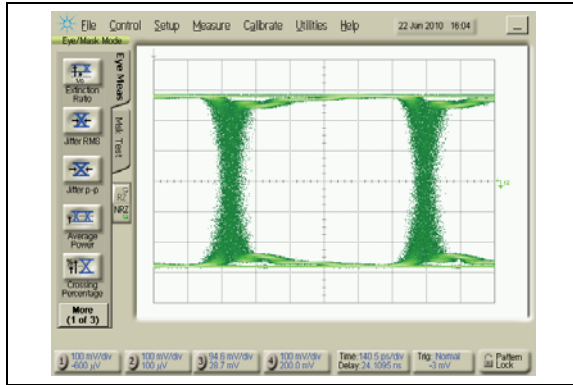 File Control Setup Measure Calibrate Utilities Help 22 Jun 2010 16:04
Eye/Mask Mode
Eye Meas
Msk Test
Extinction
Ratio
Jitter RMS
Jitter p-p
RZ
NRZ
Average
Power
Crossing
Percentage
More
(1 of 3)
1) 100 mV/div
-600 µV
2) 100 mV/div
100 µV
3) 94.6 mV/div
28.7 mV
4) 100 mV/div
200.0 mV
Time:140.5 ps/div
Delay:24.1095 ns
Trig: Normal
-3 mV
Pattern
Lock